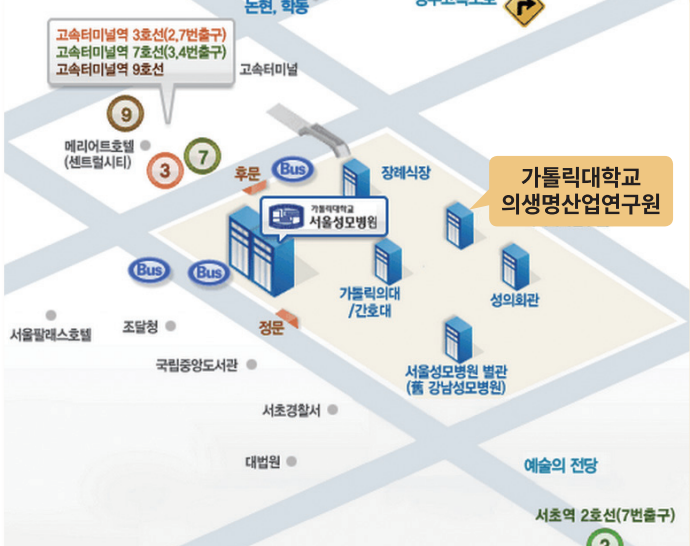 논현, 학동
경부고속도로
고속터미널역 3호선(2,7번출구)
고속터미널역 7호선(3,4번출구)
고속터미널역 9호선
고속터미널
9
메리어트호텔
(센트럴시티)
3
7
후문
Bus
장례식장
가톨릭대학교
의생명산업연구원
가톨릭대학교
서울성모병원
Bus
Bus
가톨릭의대
/간호대
성의회관
서울팔래스호텔
조달청
정문
국립중앙도서관
서울성모병원 별관
(舊 강남성모병원)
서초경찰서
대법원
예술의 전당
서초역 2호선(7번출구)
2